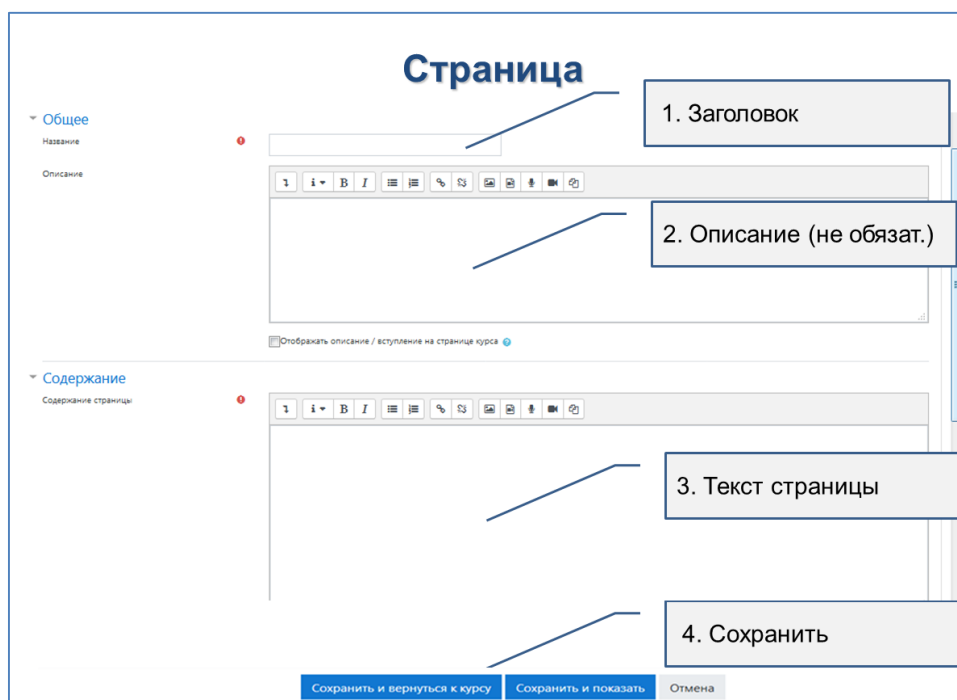 Страница
1. Заголовок
Общее
Название
Описание
2. Описание (не обязат.)
Отображать описание / вступление на странице курса
Содержание
Содержание страницы
3. Текст страницы
4. Сохранить
Сохранить и вернуться к курсу Сохранить и показать Отмена